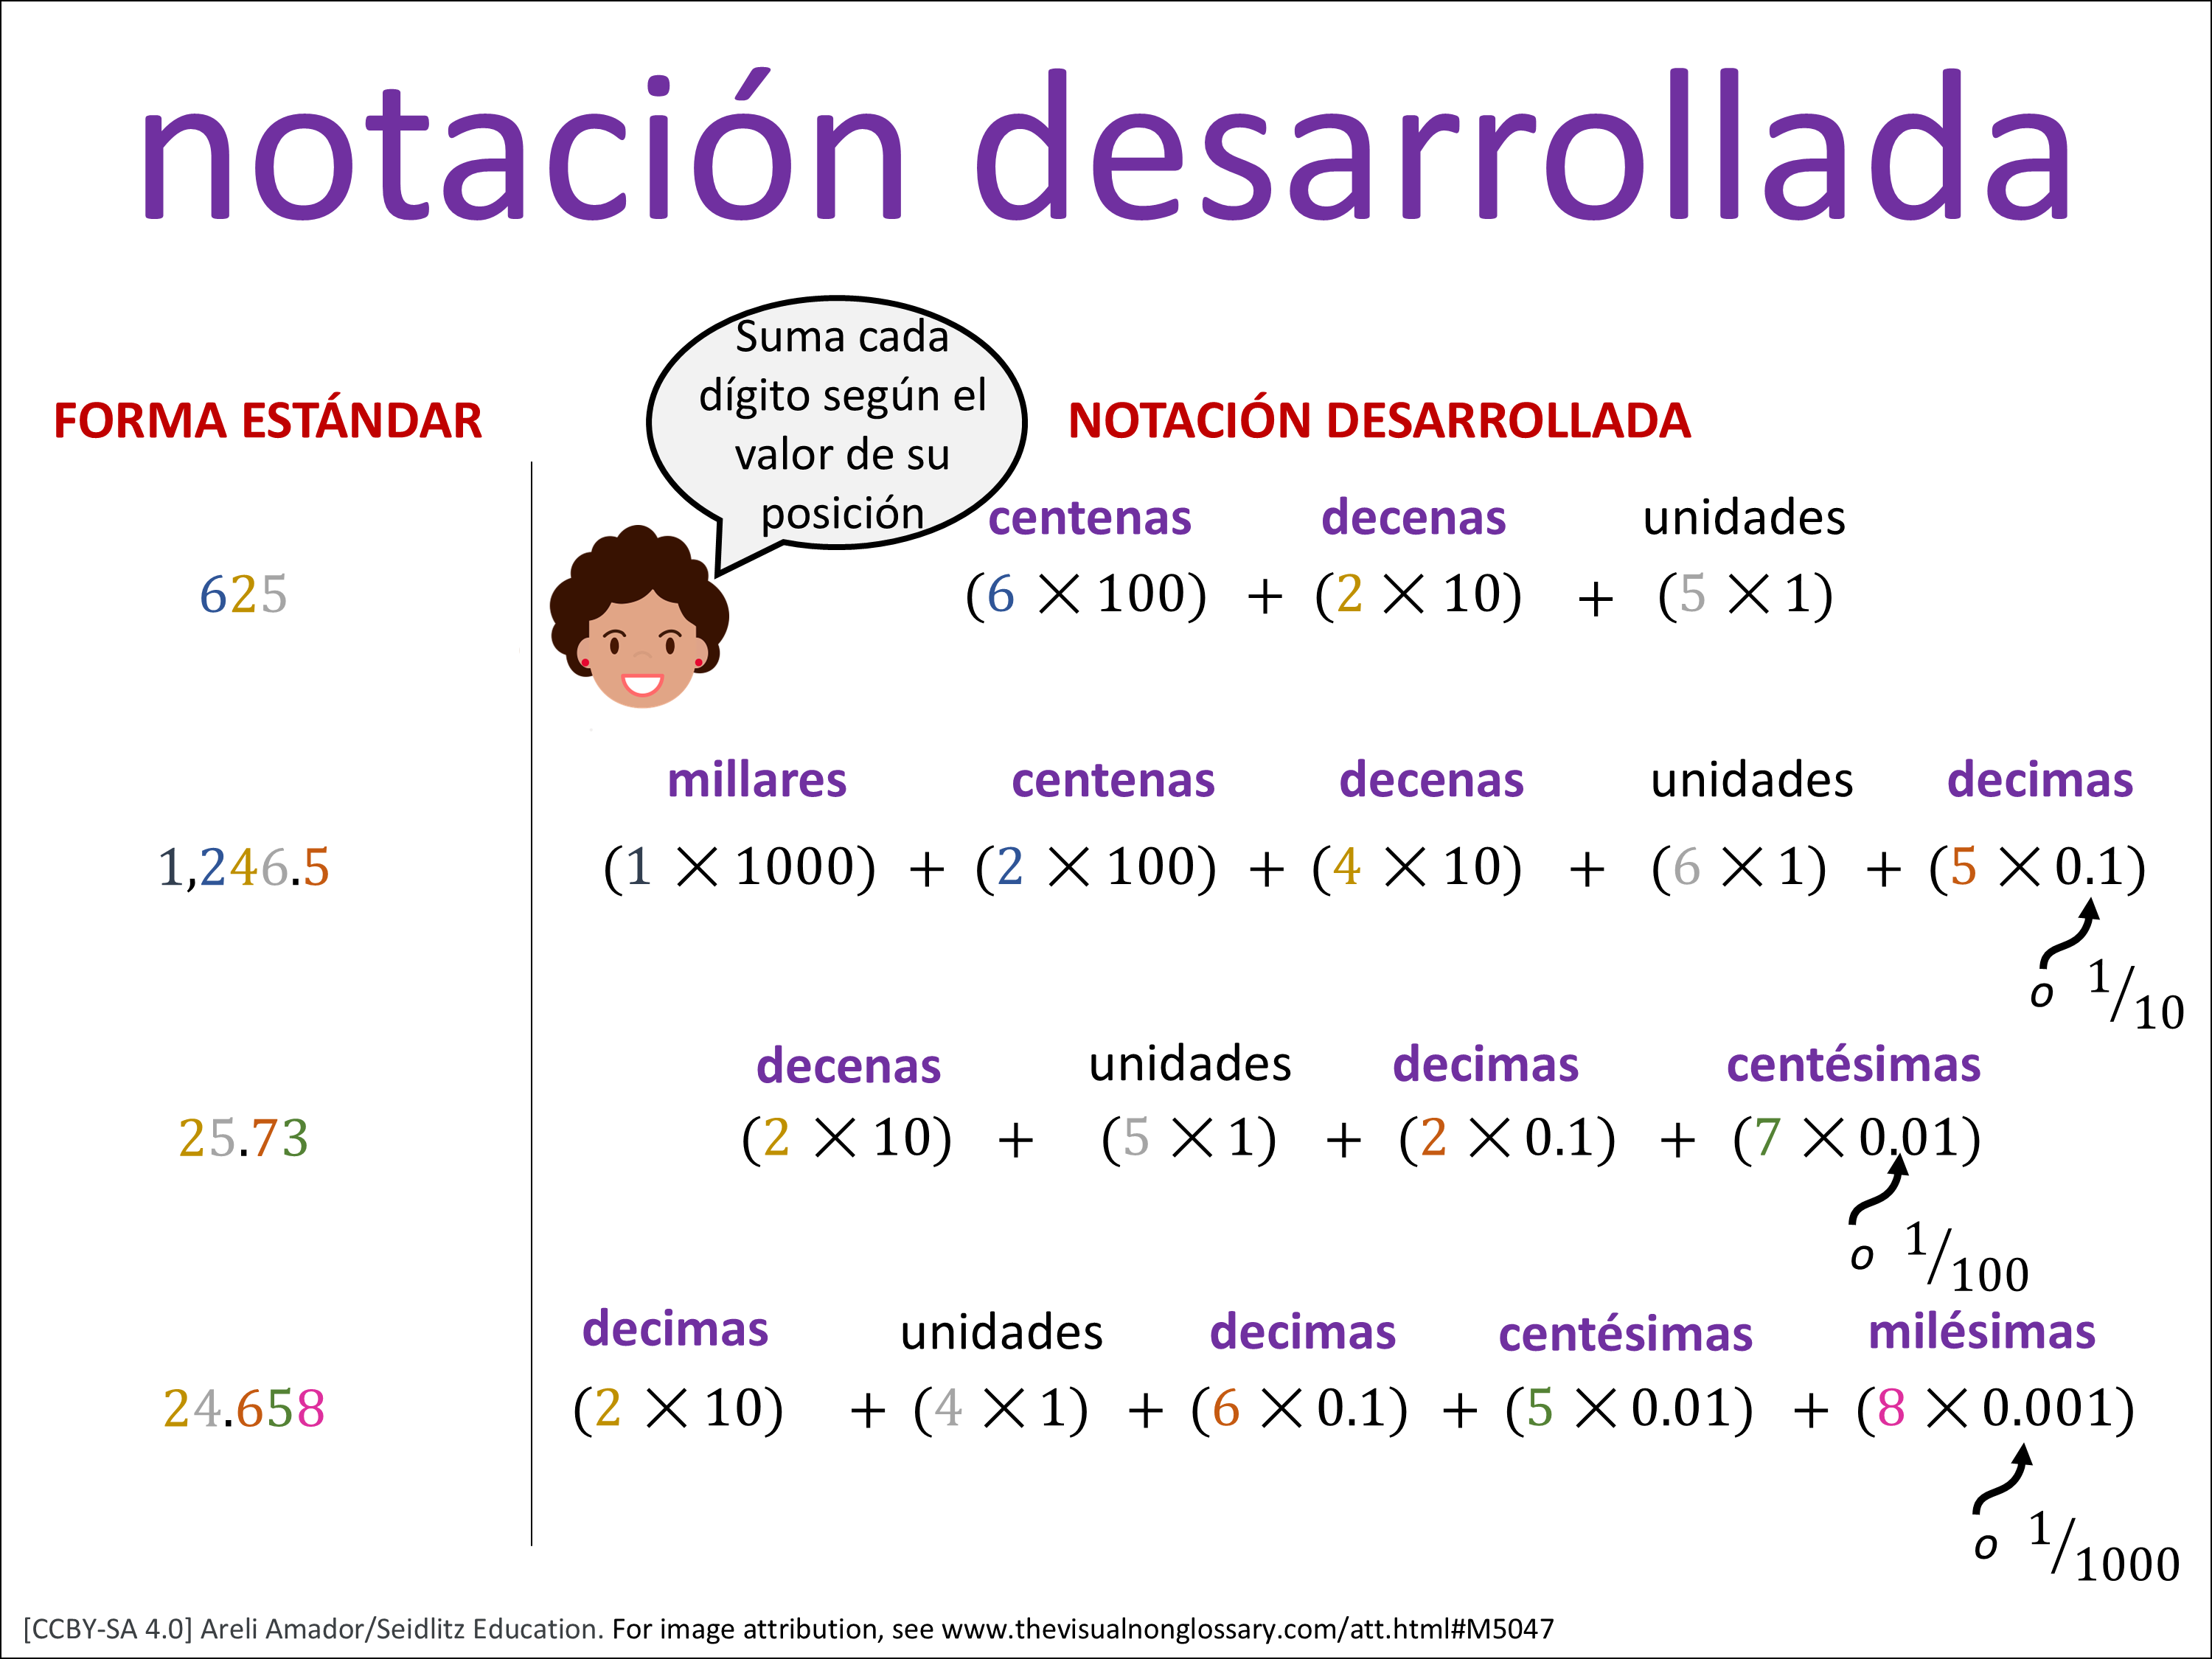 notación desarrollada
Suma cada
dígito según el
valor de su
posición
FORMA ESTÁNDAR
NOTACIÓN DESARROLLADA
centenas decenas unidades
625 (6 × 100) + (2 × 10) + (5 × 1)
millares centenas decenas unidades decimas
1,246.5 (1 × 1000) + (2 × 100) + (4 × 10) + (6 × 1) + (5 × 0.1)
o 1/10
decenas unidades decimas centésimas
25.73 (2 × 10) + (5 × 1) + (2 × 0.1) + (7 × 0.01)
o 1/100
decimas unidades decimas centésimas milésimas
24.658 (2 × 10) + (4 × 1) + (6 × 0.1) + (5 × 0.01) + (8 × 0.001)
o 1/1000
[CCBY-SA 4.0] Areli Amador/Seidlitz Education. For image attribution, see www.thevisualnonglossary.com/att.html#M5047